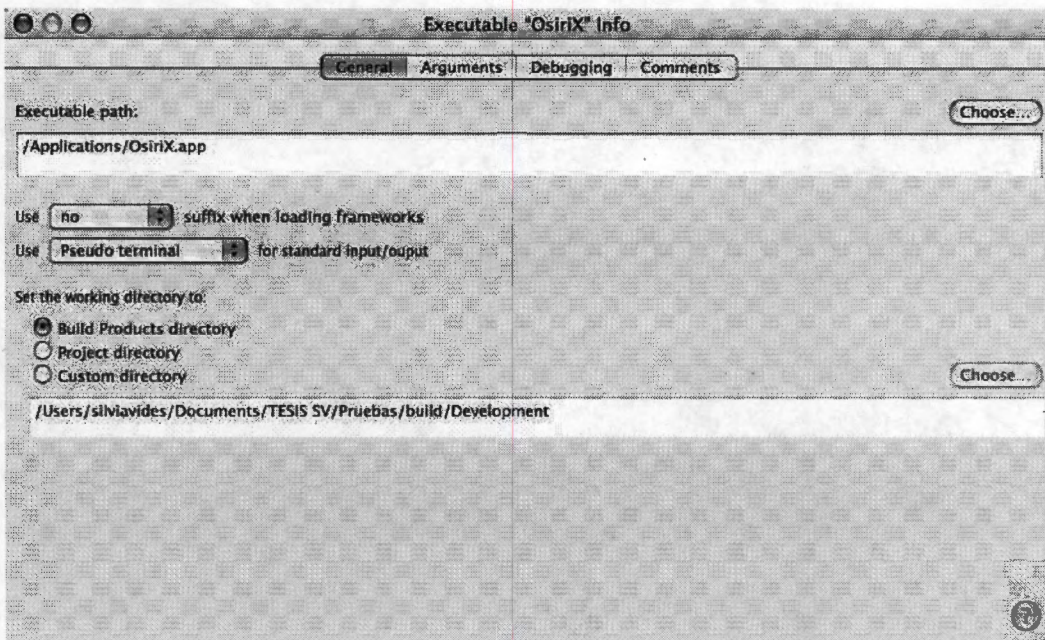 Executable "OsiriX" Info
General Arguments Debugging Comments
Executable path:
Choose...
/Applications/OsiriX.app
Use no suffix when loading frameworks
Use Pseudo terminal for standard input/ouput
Set the working directory to:
Build Products directory
Project directory
Custom directory
Choose...
/Users/silviavides/Documents/TESIS SV/Pruebas/build/Development
?